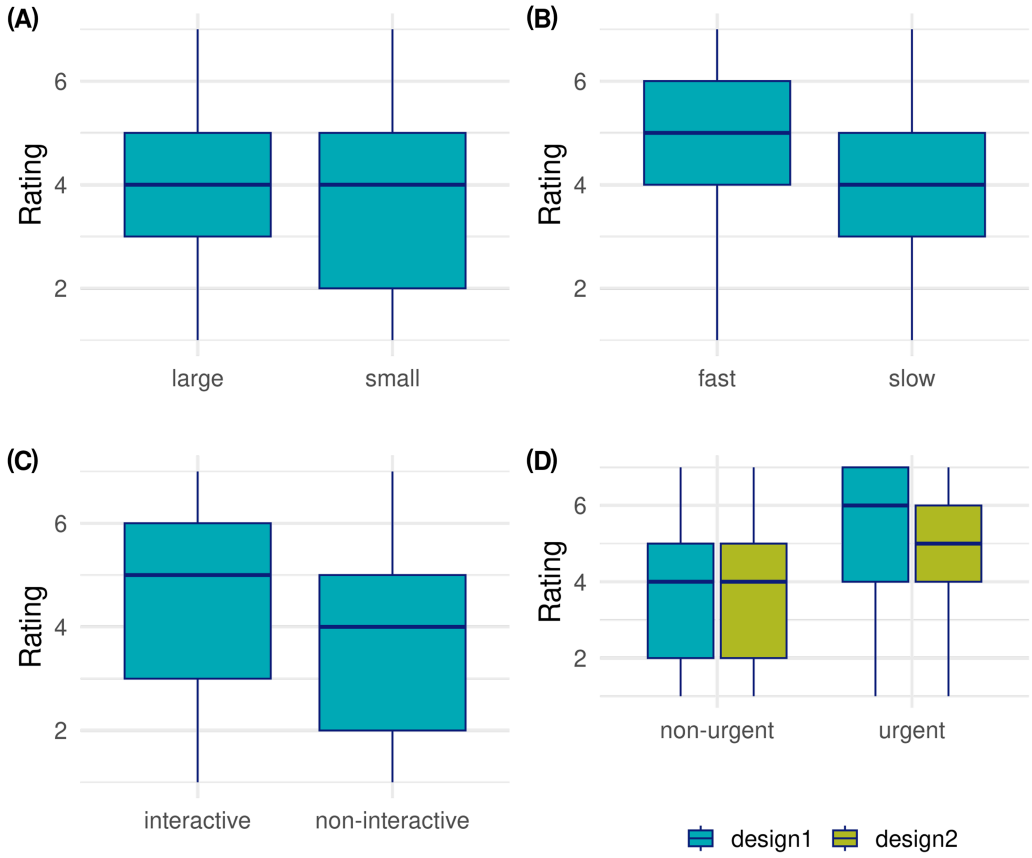 (A)
Rating
6
4
2
large small
(B)
Rating
6
4
2
fast slow
(C)
Rating
6
4
2
interactive non-interactive
(D)
Rating
6
4
2
non-urgent urgent
design1 design2